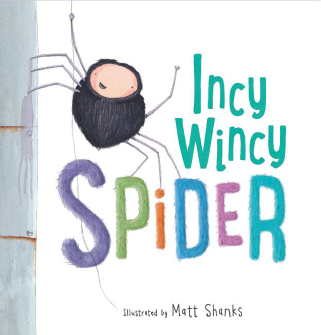 Incy
Wincy
SPiDER
Illustrated by Matt Shanks